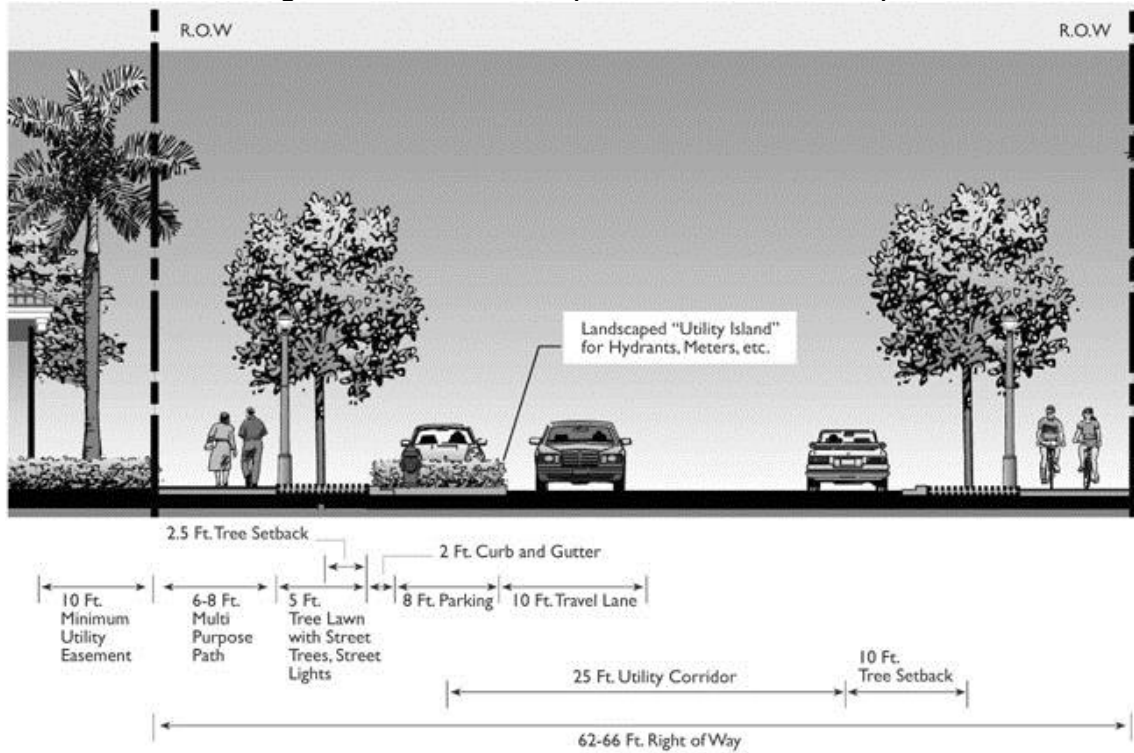 R.O.W
R.O.W
Landscaped “Utility Island”
for Hydrants, Meters, etc.
2.5 Ft. Tree Setback
2 Ft. Curb and Gutter
10 Ft.
Minimum
Utility
Easement
6-8 Ft.
Multi
Purpose
Path
5 Ft.
Tree Lawn
with Street
Trees, Street
Lights
8 Ft. Parking
10 Ft. Travel Lane
25 Ft. Utility Corridor
10 Ft.
Tree Setback
62-66 Ft. Right of Way